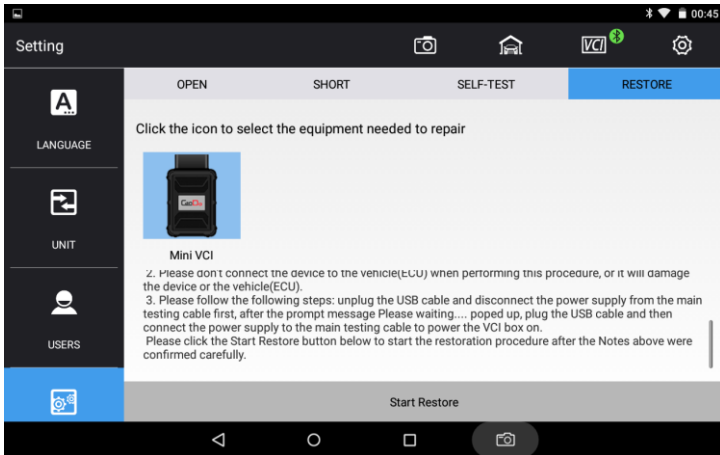 00:45
Setting
VCI
OPEN
SHORT
SELF-TEST
RESTORE
A
LANGUAGE
UNIT
USERS
Click the icon to select the equipment needed to repair
Mini VCI
2. Please don't connect the device to the vehicle(ECU) when performing this procedure, or it will damage
the device or the vehicle(ECU).
3. Please follow the following steps: unplug the USB cable and disconnect the power supply from the main
testing cable first, after the prompt message Please waiting.... poped up, plug the USB cable and then
connect the power supply to the main testing cable to power the VCI box on.
Please click the Start Restore button below to start the restoration procedure after the Notes above were
confirmed carefully.
Start Restore